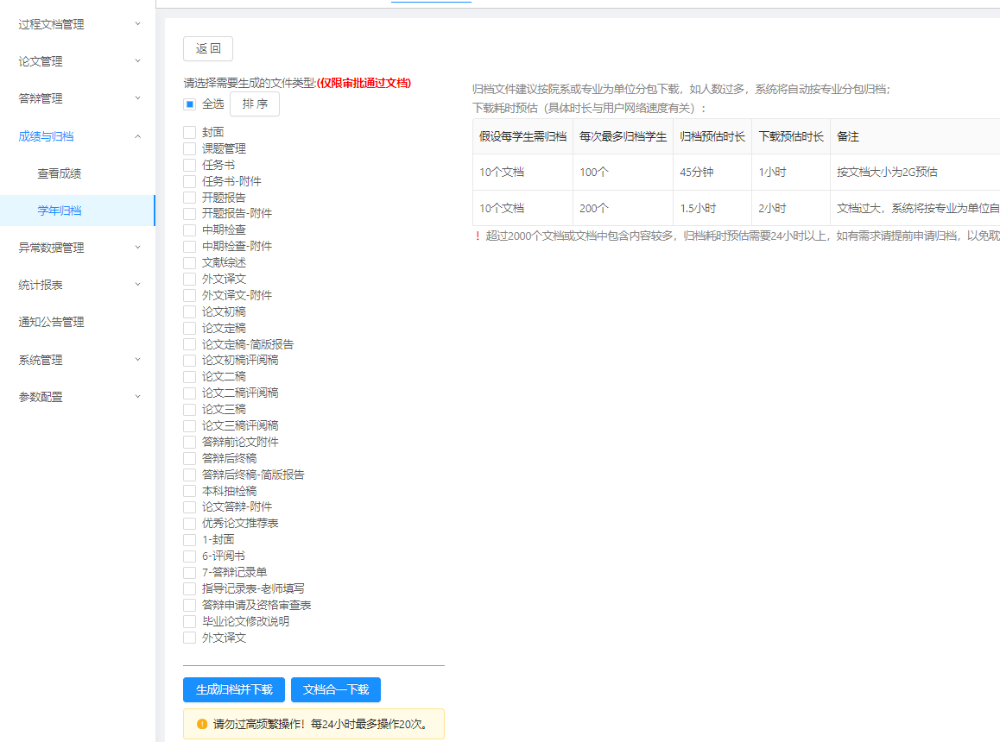 过程文档管理
论文管理
答辩管理
成绩与归档
查看成绩
学年归档
异常数据管理
统计报表
通知公告管理
系统管理
参数配置
返 回
请选择需要生成的文件类型:(仅限审批通过文档)
全选
排 序
封面
课题管理
任务书
任务书-附件
开题报告
开题报告-附件
中期检查
中期检查-附件
文献综述
外文译文
外文译文-附件
论文初稿
论文定稿
论文定稿-简版报告
论文初稿评阅稿
论文二稿
论文二稿评阅稿
论文三稿
论文三稿评阅稿
答辩前论文附件
答辩后终稿
答辩后终稿-简版报告
本科抽检稿
论文答辩-附件
优秀论文推荐表
1-封面
6-评阅书
7-答辩记录单
指导记录表-老师填写
答辩申请及资格审查表
毕业论文修改说明
外文译文
生成归档并下载 文档合一下载
请勿过高频繁操作！每24小时最多操作20次。
归档文件建议按院系或专业为单位分包下载，如人数过多，系统将自动按专业分包归档；
下载耗时预估（具体时长与用户网络速度有关）：
假设每学生需归档 每次最多归档学生 归档预估时长 下载预估时长 备注
10个文档 100个 45分钟 1小时 按文档大小为2G预估
10个文档 200个 1.5小时 2小时 文档过大，系统将按专业为单位自
！超过2000个文档或文档中包含内容较多，归档耗时预估需要24小时以上，如有需求请提前申请归档，以免耽